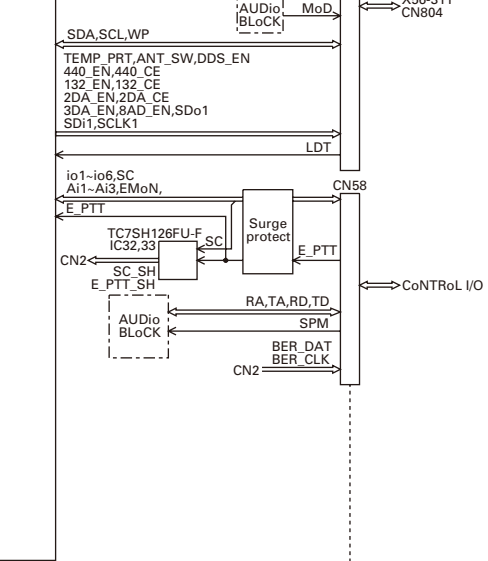 AUDio
BLoCK
MoD
CN804
SDA,SCL,WP
TEMP_PRT,ANT_SW,DDS_EN
440_EN,440_CE
132_EN,132_CE
2DA_EN,2DA_CE
3DA_EN,8AD_EN,SDo1
SDi1,SCLK1
LDT
io1~io6,SC
Ai1~Ai3,EMoN,
E_PTT
CN58
Surge
protect
TC7SH126FU-F
IC32,33
SC
E_PTT
CN2
SC_SH
E_PTT_SH
CoNTRoL I/O
AUDio
BLoCK
RA,TA,RD,TD
SPM
BER_DAT
BER_CLK
CN2